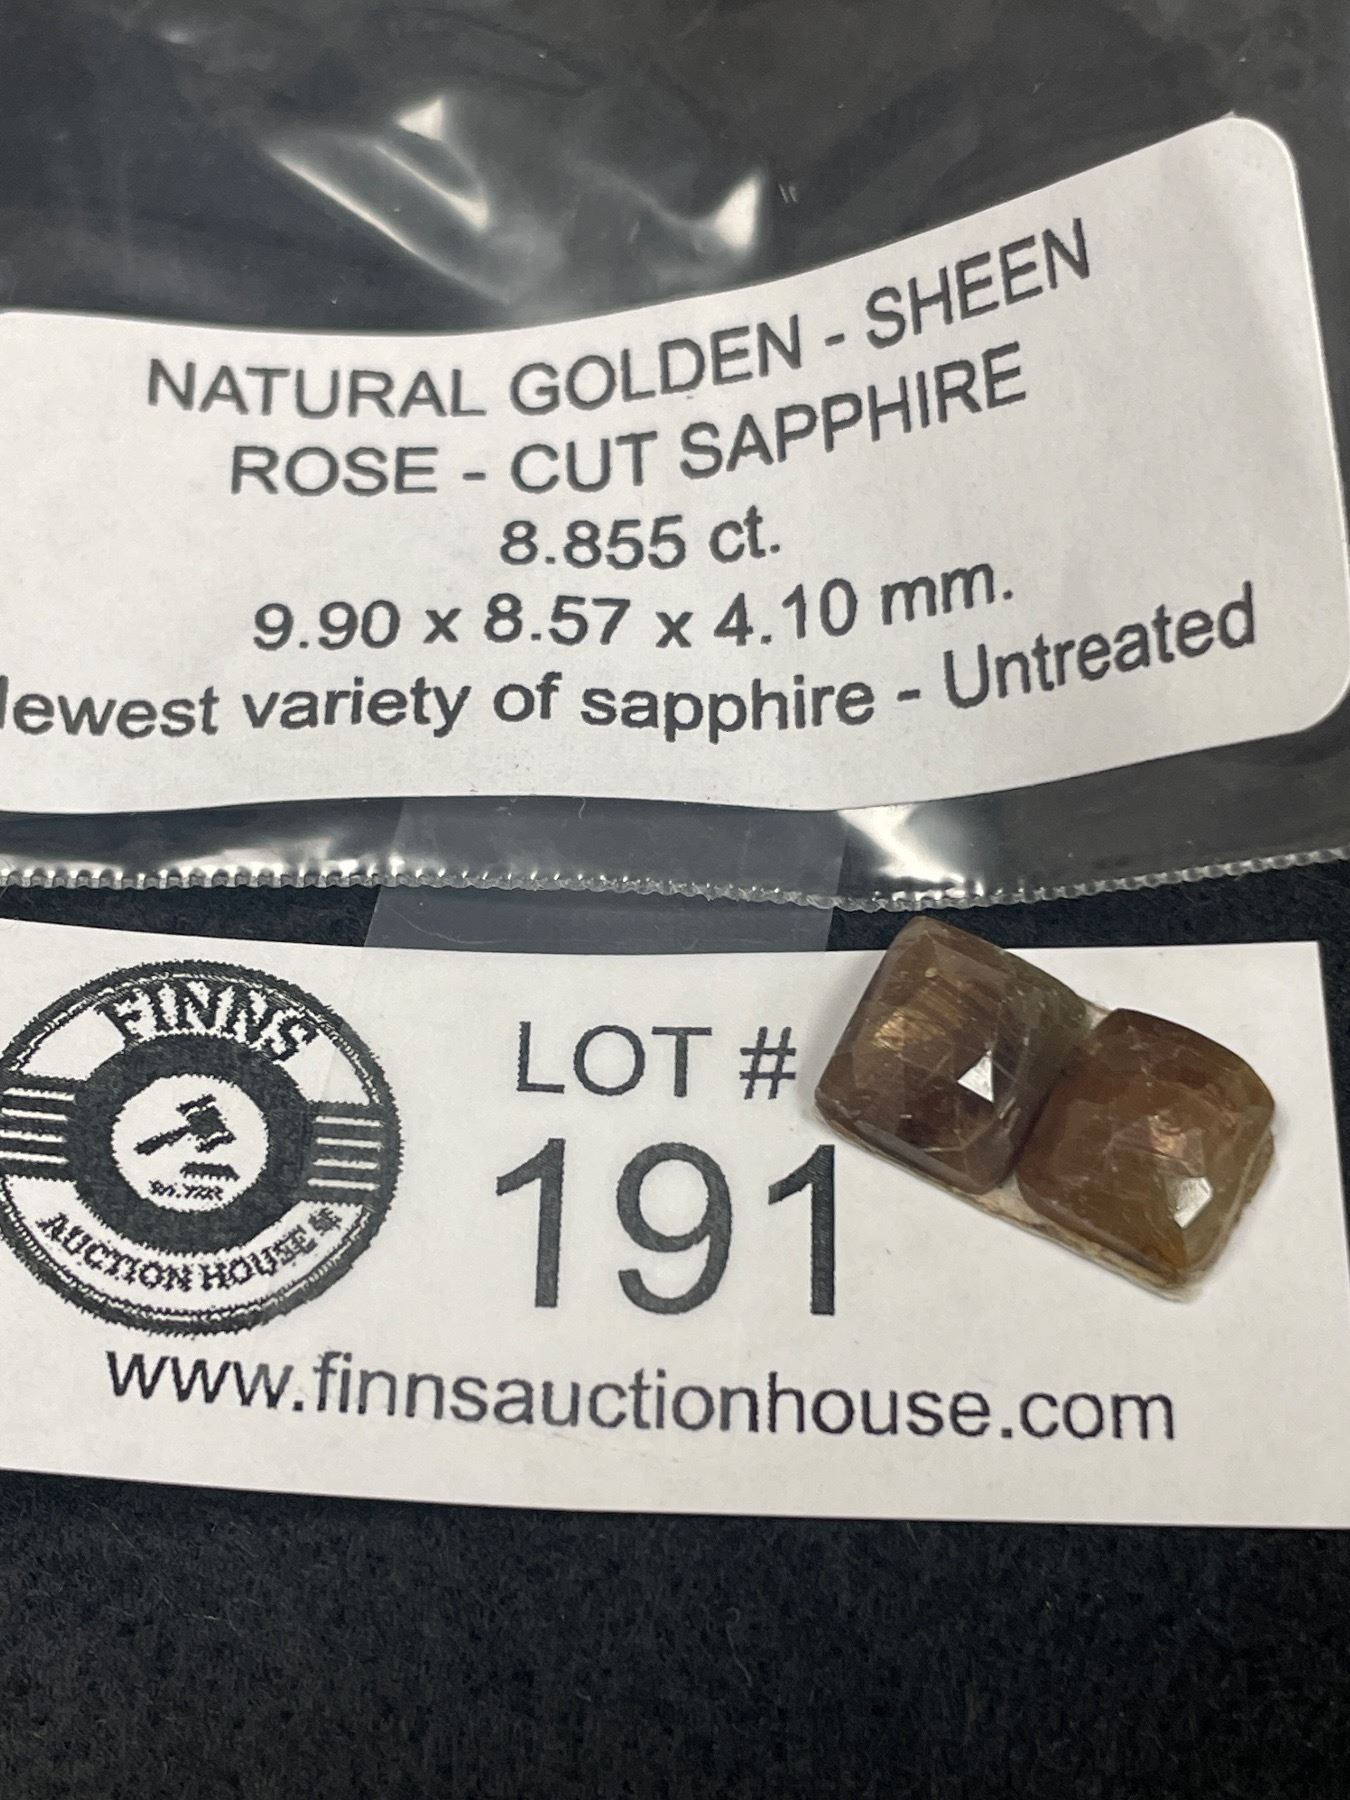 NATURAL GOLDEN - SHEEN
ROSE - CUT SAPPHIRE
8.855 ct.
9.90 x 8.57 x 4.10 mm.
ewest variety of sapphire - Untreated
FINNS
AUCTION HOUSE
LOT #
191
www.finnsauctionhouse.com